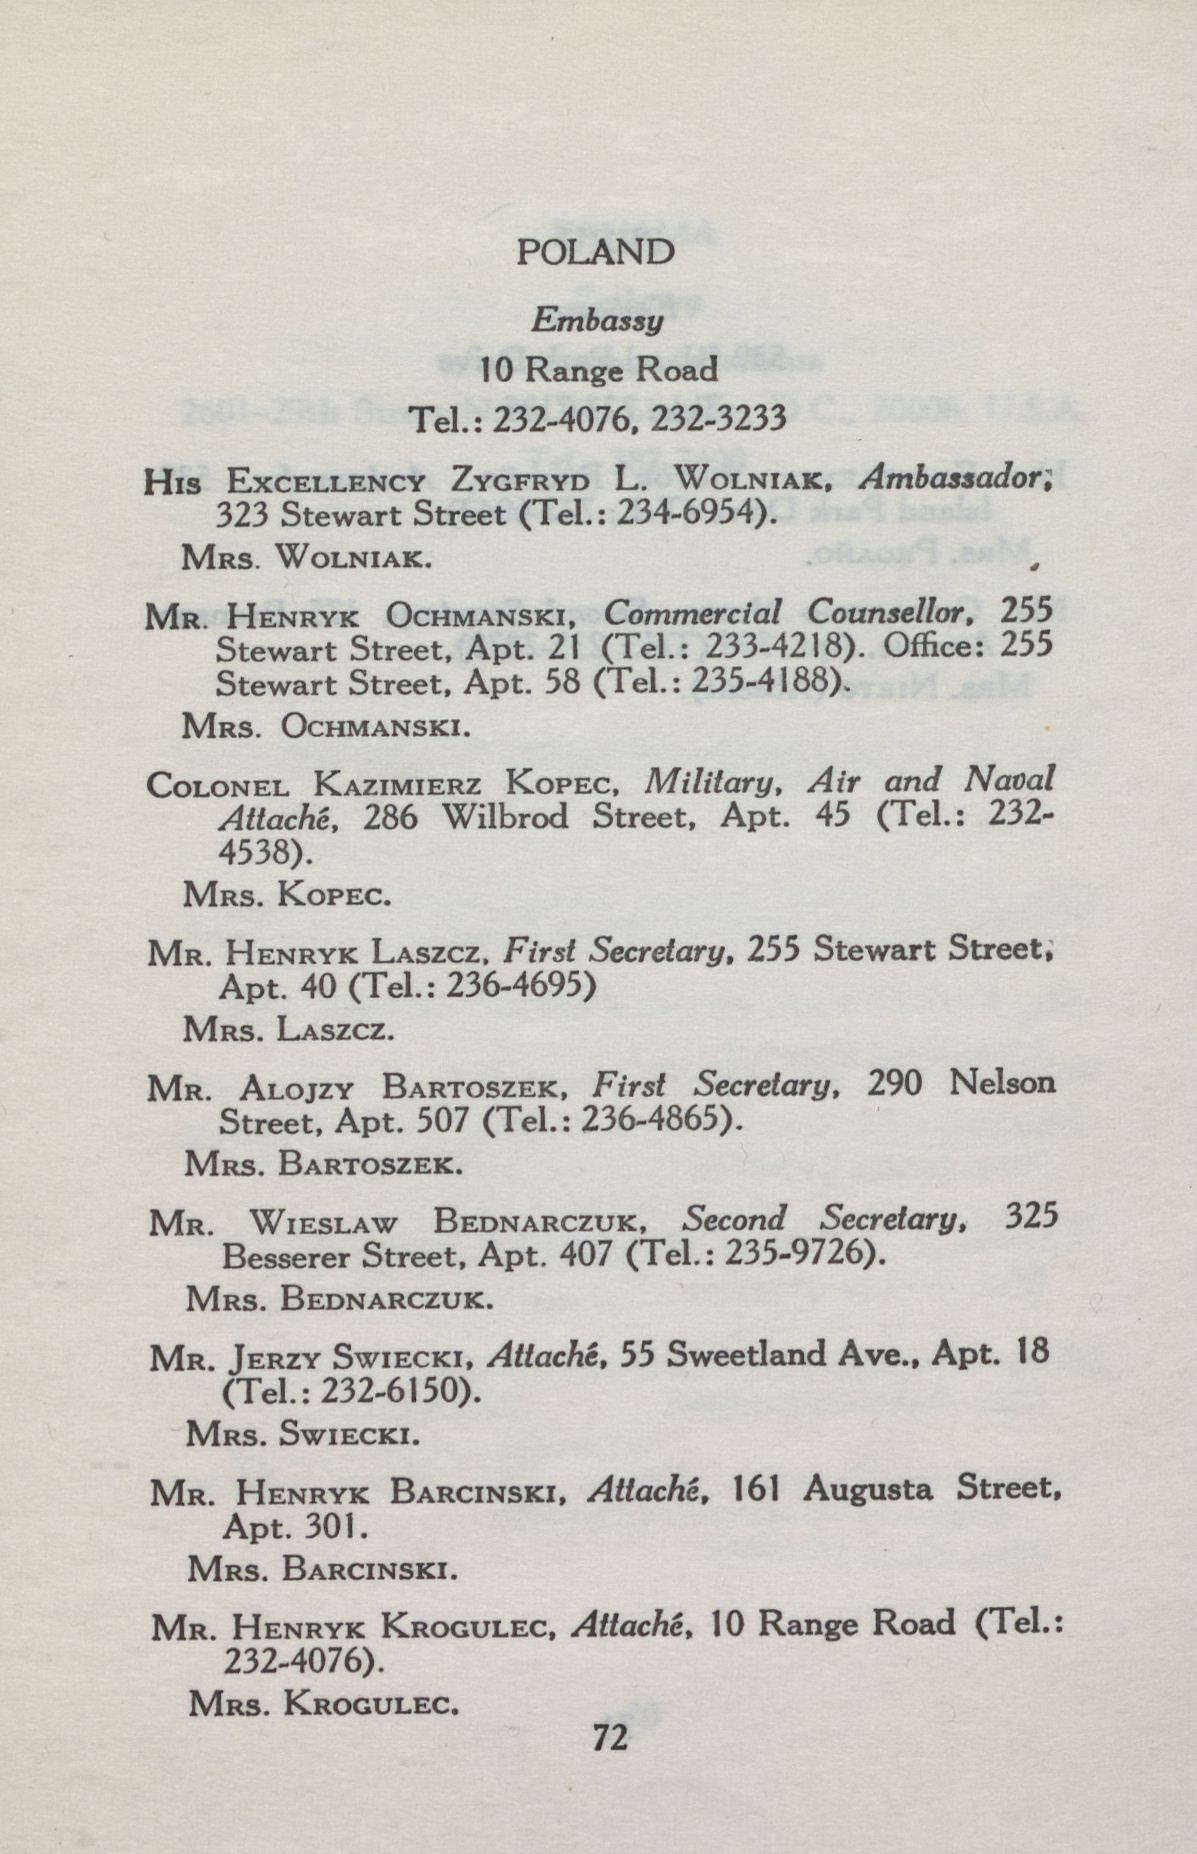 POLAND
Embassy
10 Range Road
Tel.: 232-4076, 232-3233
HIS EXCELLENCY ZYGFRYD L. WOLNIAK, Ambassador,
323 Stewart Street (Tel.: 234-6954).
MRS. WOLNIAK.
MR. HENRYK OCHMANSKI, Commercial Counsellor, 255
Stewart Street, Apt. 21 (Tel.: 233-4218). Office: 255
Stewart Street, Apt. 58 (Tel.: 235-4188).
MRS. OCHMANSKI.
COLONEL KAZIMIERZ KOPEC, Military, Air and Naval
Attaché, 286 Wilbrod Street, Apt. 45 (Tel.: 232-
4538).
MRS. KOPEC.
MR. HENRYK LASZCZ, First Secretary, 255 Stewart Street,
Apt. 40 (Tel.: 236-4695)
MRS. LASZCZ.
MR. ALOJZY BARTOSZEK, First Secretary, 290 Nelson
Street, Apt. 507 (Tel.: 236-4865).
MRS. BARTOSZEK.
MR. WIESLAW BEDNARCZUK, Second Secretary, 325
Besserer Street, Apt. 407 (Tel.: 235-9726).
MRS. BEDNARCZUK.
MR. JERZY SWIECKI, Attaché, 55 Sweetland Ave., Apt. 18
(Tel.: 232-6150).
MRS. SWIECKI.
MR. HENRYK BARCINSKI, Attaché, 161 Augusta Street,
Apt. 301.
MRS. BARCINSKI.
MR. HENRYK KROGULEC, Attaché, 10 Range Road (Tel.:
232-4076).
MRS. KROGULEC.
72